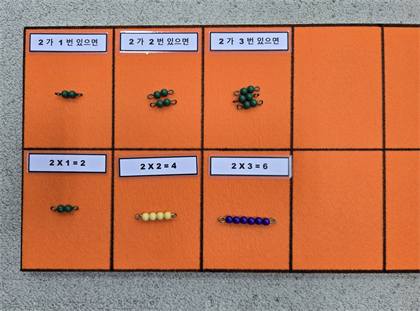 2 가 1 번 있으면
2 가 2 번 있으면
2 가 3 번 있으면
2 X 1 = 2
2 X 2 = 4
2 X 3 = 6